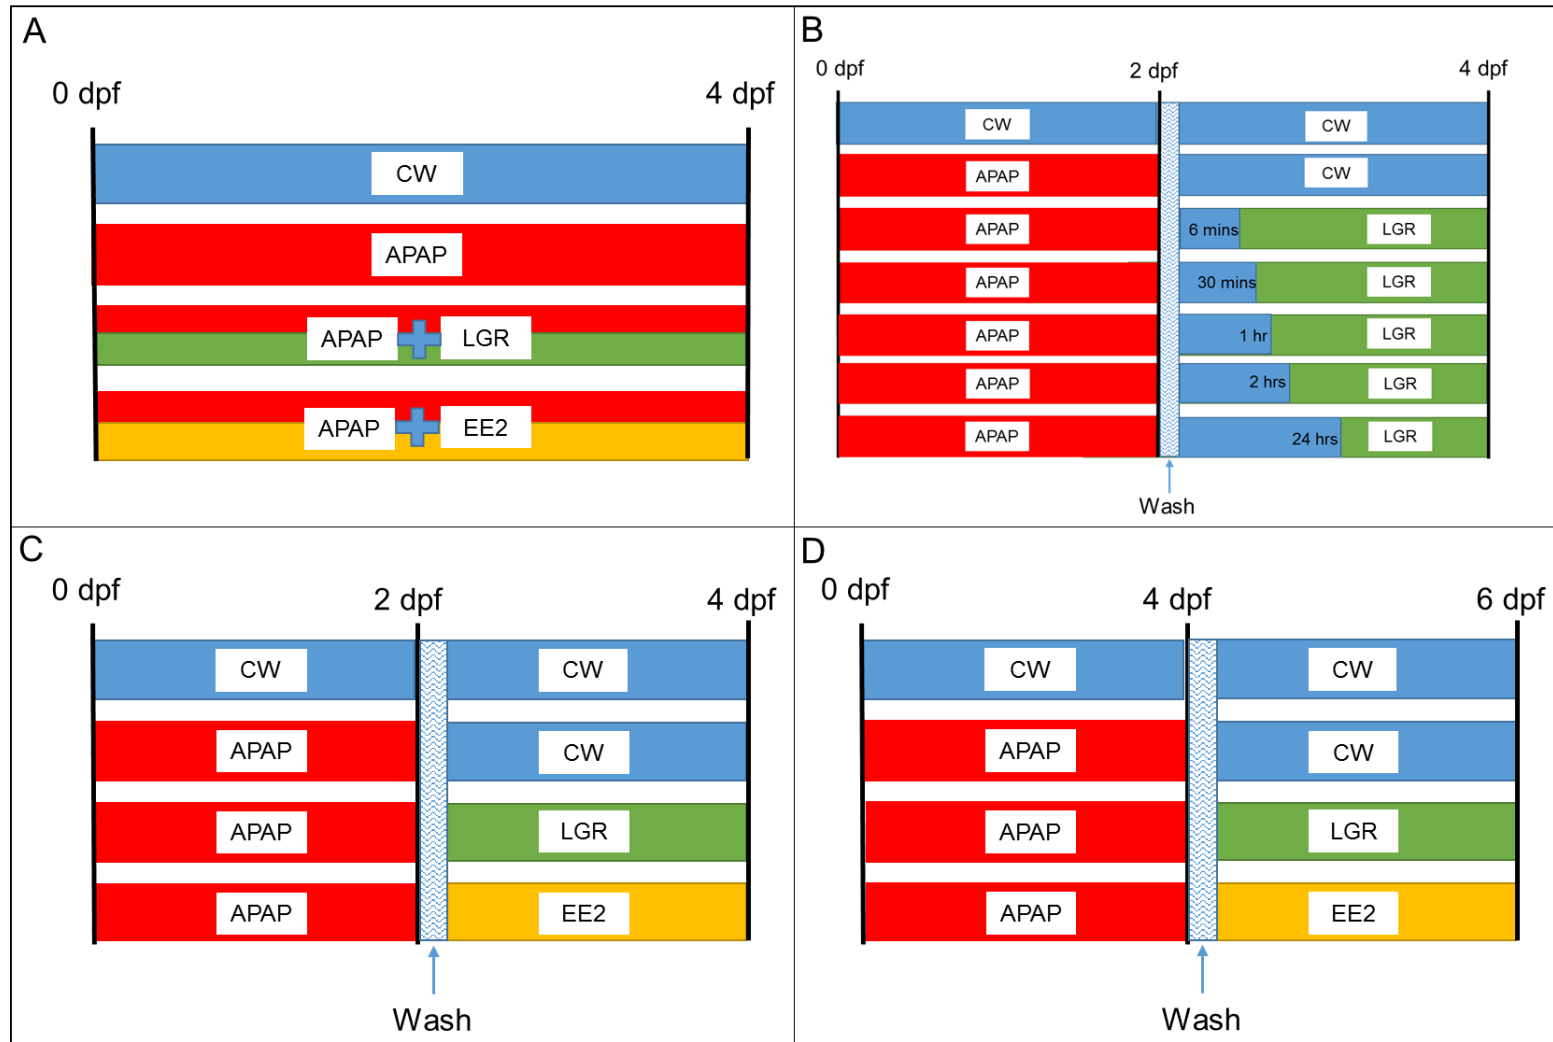 A
0 dpf
4 dpf
CW
APAP
APAP LGR
APAP EE2
B
0 dpf
2 dpf
4 dpf
CW CW
APAP CW
APAP 6 mins LGR
APAP 30 mins LGR
APAP 1 hr LGR
APAP 2 hrs LGR
APAP 24 hrs LGR
Wash
C
0 dpf
2 dpf
4 dpf
CW CW
APAP CW
APAP LGR
APAP EE2
Wash
D
0 dpf
4 dpf
6 dpf
CW CW
APAP CW
APAP LGR
APAP EE2
Wash